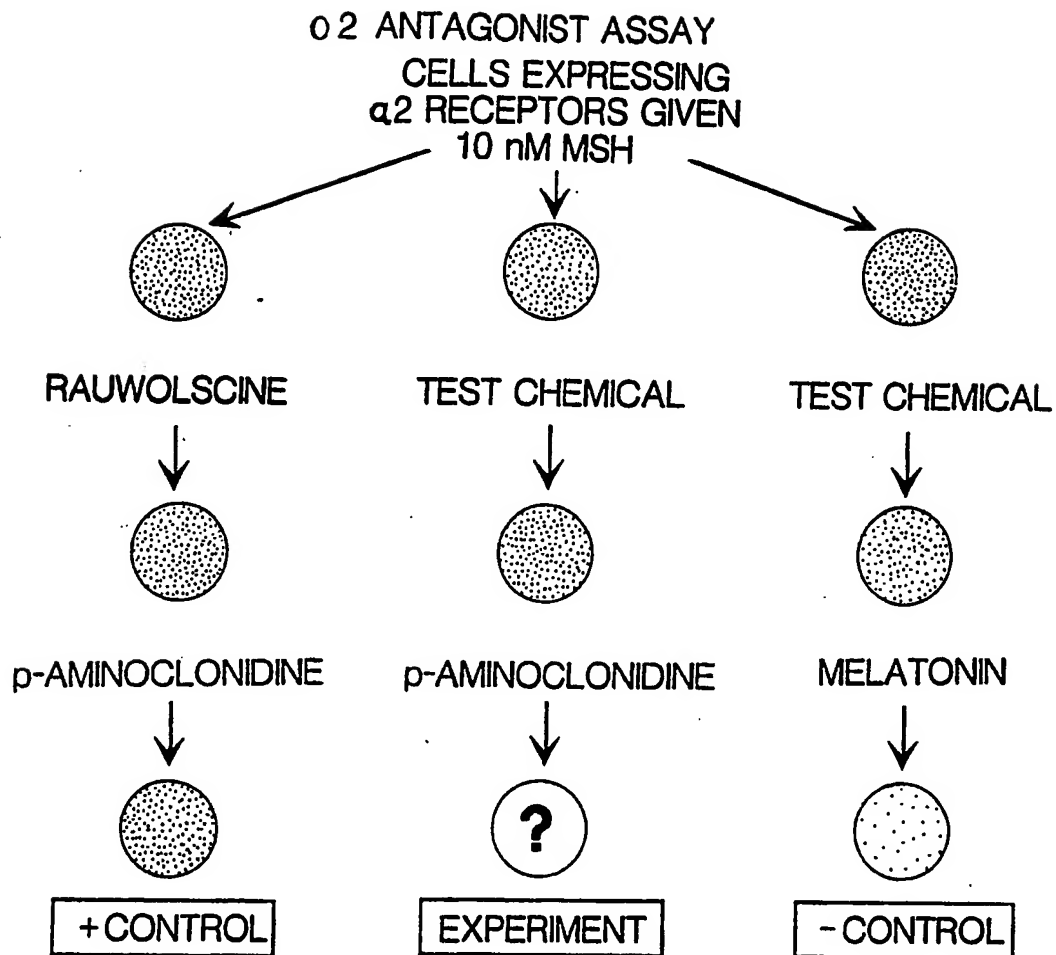 o2 ANTAGONIST ASSAY
CELLS EXPRESSING
α2 RECEPTORS GIVEN
10 nM MSH
RAUWOLSCINE
TEST CHEMICAL
TEST CHEMICAL
p-AMINOCLONIDINE
p-AMINOCLONIDINE
MELATONIN
?
+CONTROL
EXPERIMENT
-CONTROL